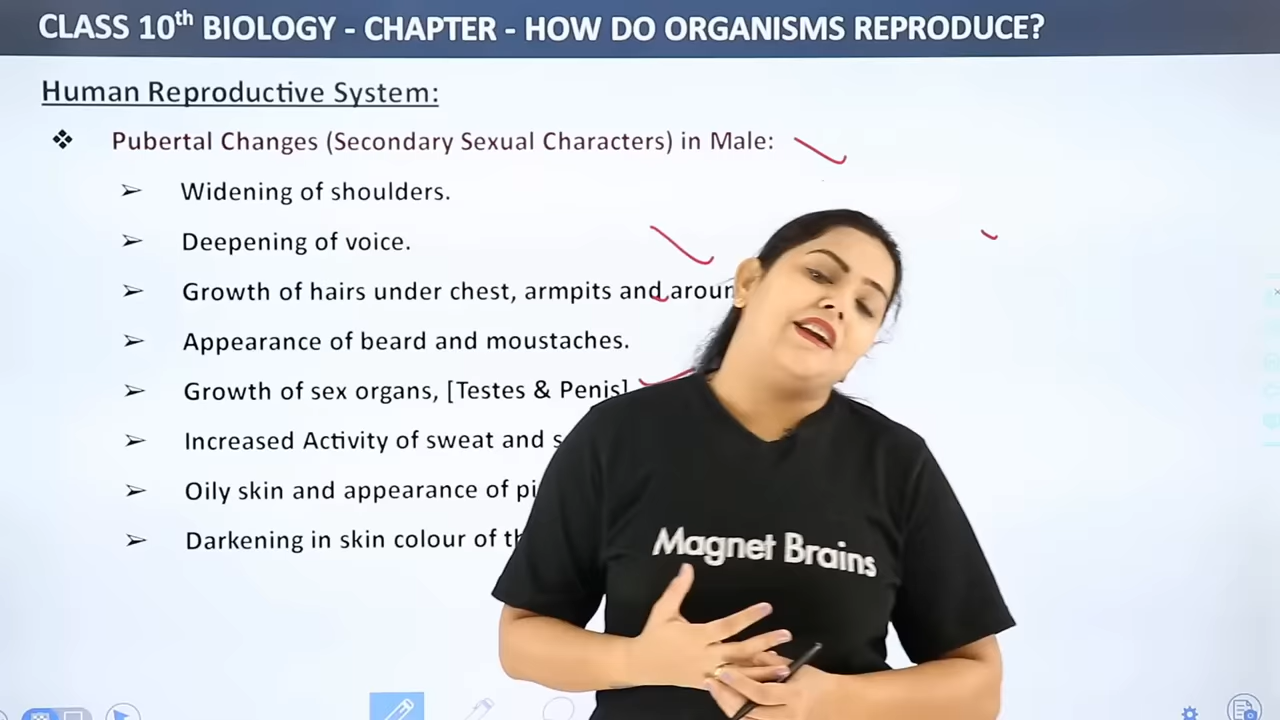 CLASS 10th BIOLOGY - CHAPTER - HOW DO ORGANISMS REPRODUCE?
Human Reproductive System:
❖ Pubertal Changes (Secondary Sexual Characters) in Male:
➢ Widening of shoulders.
➢ Deepening of voice.
➢ Growth of hairs under chest, armpits and
➢ Appearance of beard and moustaches.
➢ Growth of sex organs, [Testes & Penis]
➢ Increased Activity of sweat and
➢ Oily skin and appearance of
➢ Darkening in skin colour of
Magnet Brains